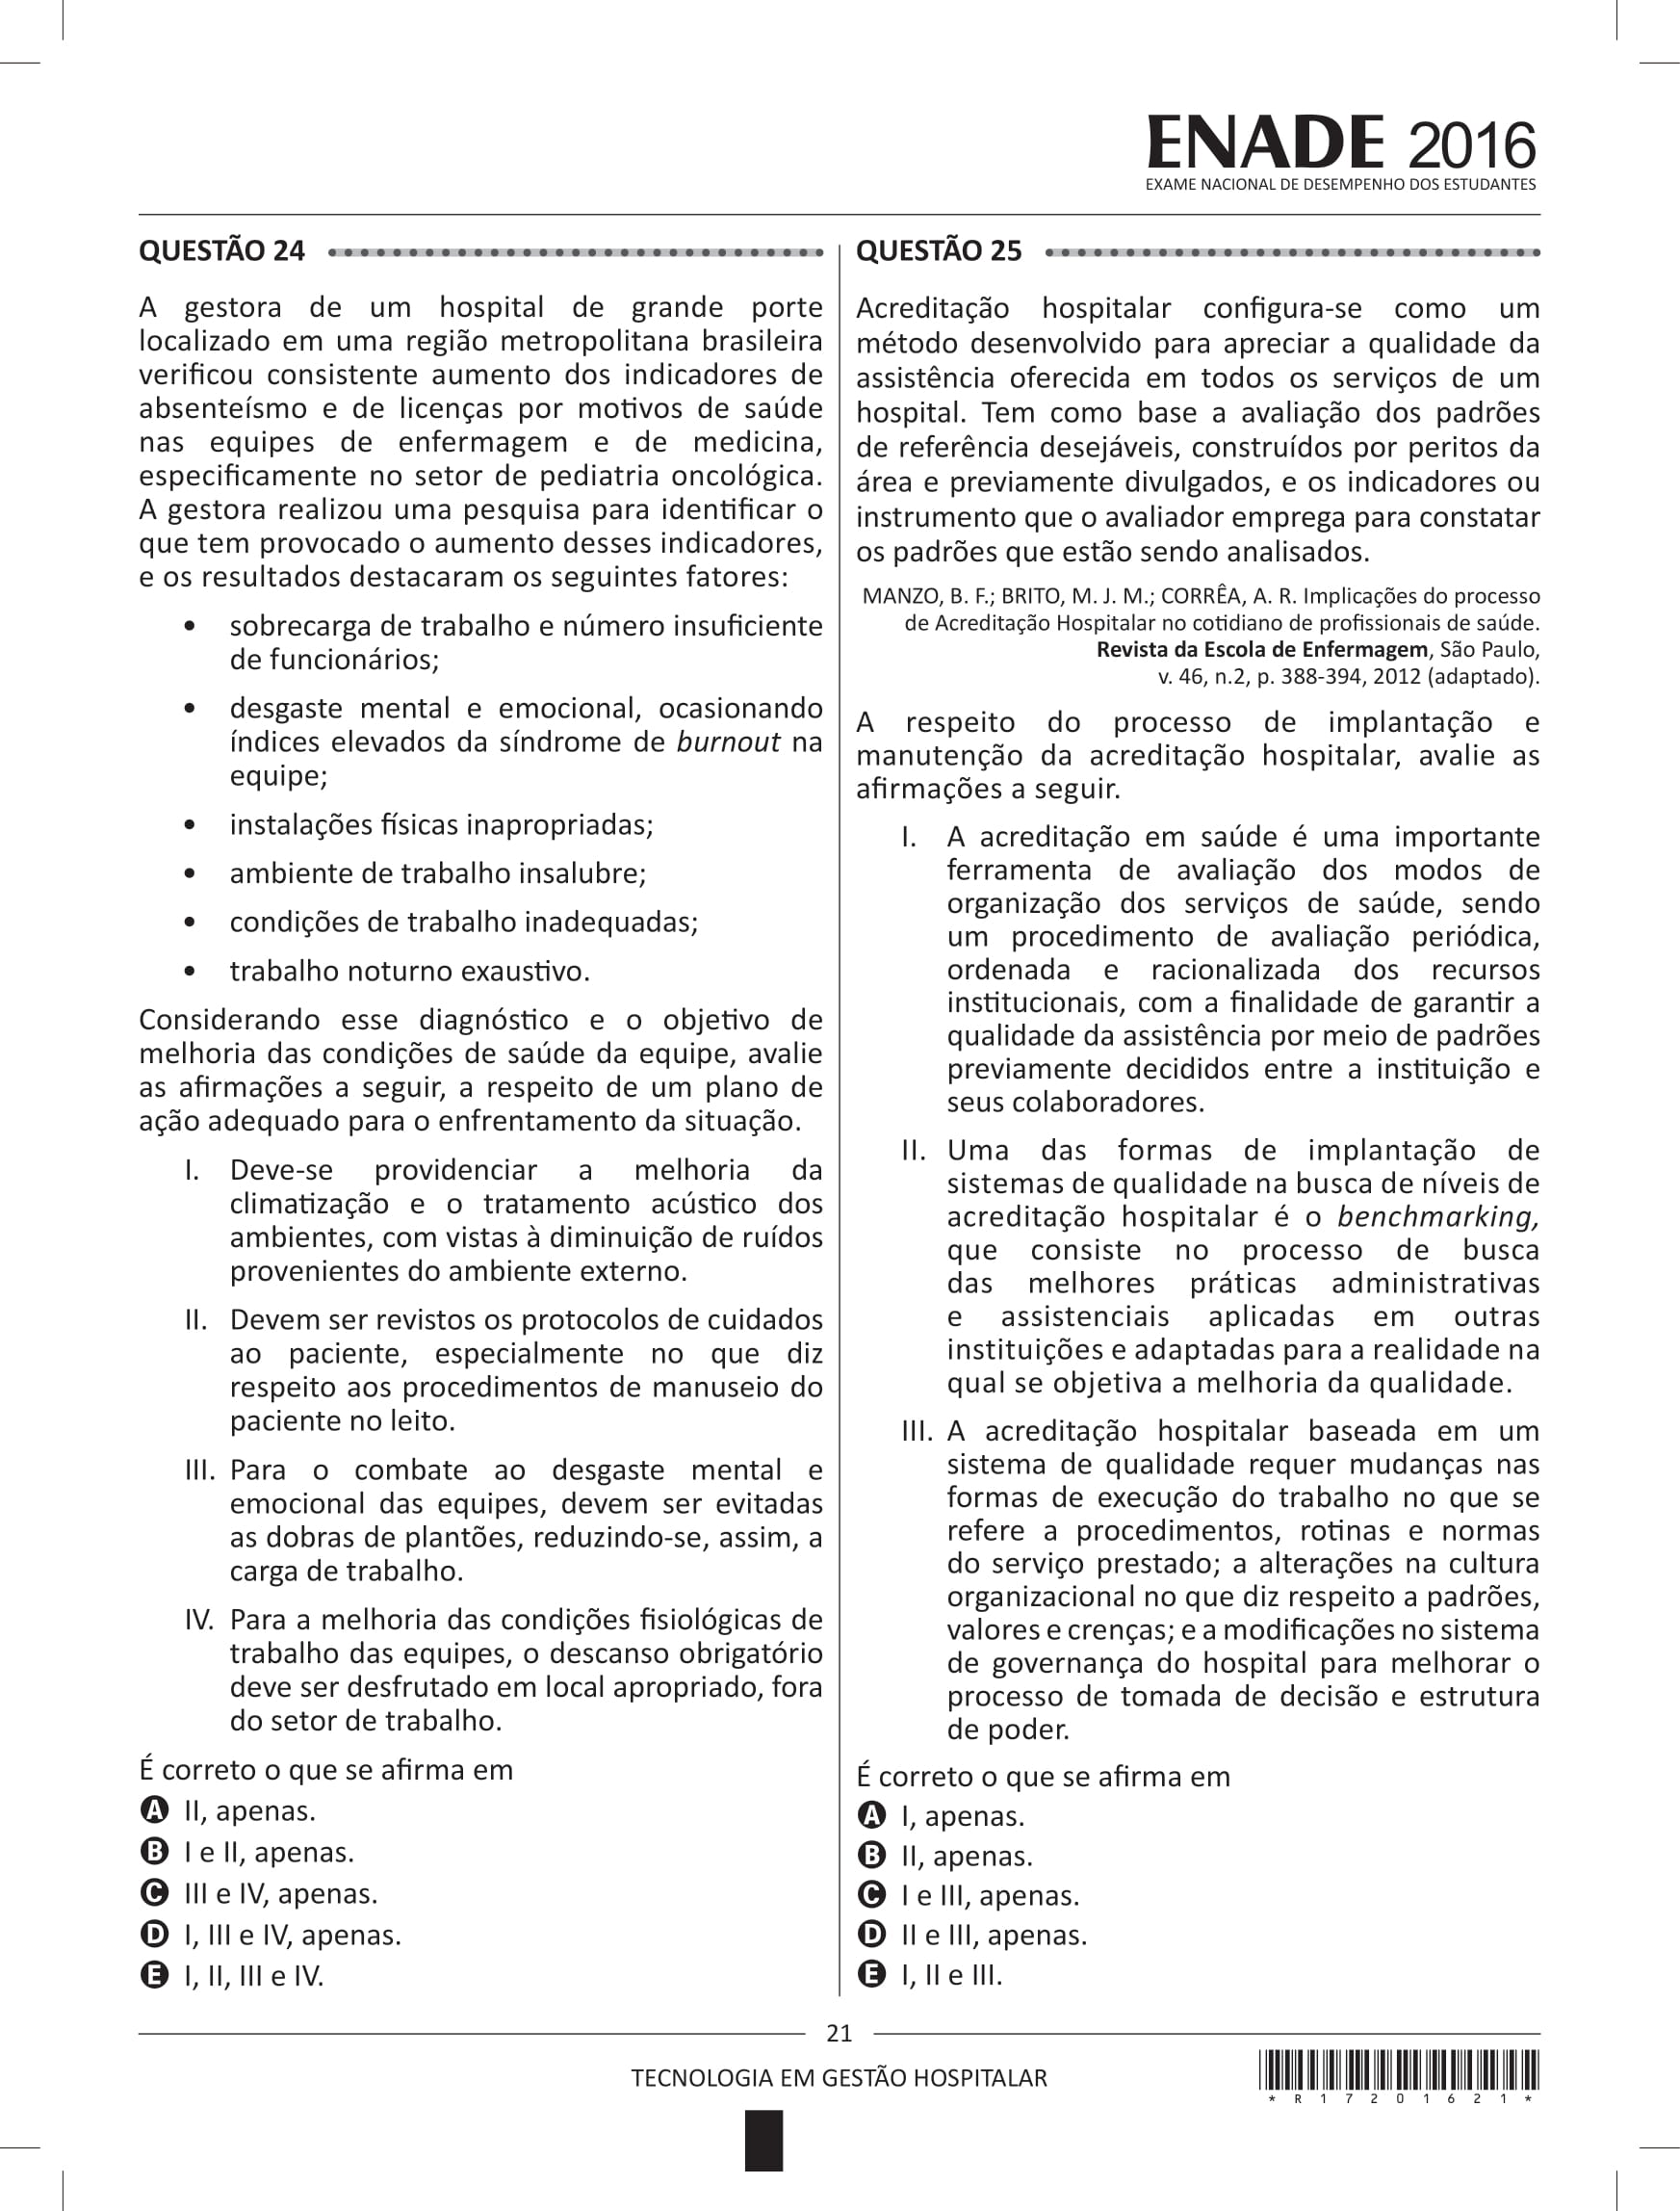 ENADE 2016
EXAME NACIONAL DE DESEMPENHO DOS ESTUDANTES
QUESTÃO 24
A gestora de um hospital de grande porte
localizado em uma região metropolitana brasileira
verificou consistente aumento dos indicadores de
absenteísmo e de licenças por motivos de saúde
nas equipes de enfermagem e de medicina,
especificamente no setor de pediatria oncológica.
A gestora realizou uma pesquisa para identificar o
que tem provocado o aumento desses indicadores,
e os resultados destacaram os seguintes fatores:
• sobrecarga de trabalho e número insuficiente
de funcionários;
• desgaste mental e emocional, ocasionando
índices elevados da síndrome de burnout na
equipe;
• instalações físicas inapropriadas;
• ambiente de trabalho insalubre;
• condições de trabalho inadequadas;
• trabalho noturno exaustivo.
Considerando esse diagnóstico e o objetivo de
melhoria das condições de saúde da equipe, avalie
as afirmações a seguir, a respeito de um plano de
ação adequado para o enfrentamento da situação.
I. Deve-se providenciar a melhoria da
climatização e o tratamento acústico dos
ambientes, com vistas à diminuição de ruídos
provenientes do ambiente externo.
II. Devem ser revistos os protocolos de cuidados
ao paciente, especialmente no que diz
respeito aos procedimentos de manuseio do
paciente no leito.
III. Para o combate ao desgaste mental e
emocional das equipes, devem ser evitadas
as dobras de plantões, reduzindo-se, assim, a
carga de trabalho.
IV. Para a melhoria das condições fisiológicas de
trabalho das equipes, o descanso obrigatório
deve ser desfrutado em local apropriado, fora
do setor de trabalho.
É correto o que se afirma em
A II, apenas.
B I e II, apenas.
C III e IV, apenas.
D I, III e IV, apenas.
E I, II, III e IV.
QUESTÃO 25
Acreditação hospitalar configura-se como um
método desenvolvido para apreciar a qualidade da
assistência oferecida em todos os serviços de um
hospital. Tem como base a avaliação dos padrões
de referência desejáveis, construídos por peritos da
área e previamente divulgados, e os indicadores ou
instrumento que o avaliador emprega para constatar
os padrões que estão sendo analisados.
MANZO, B. F.; BRITO, M. J. M.; CORRÊA, A. R. Implicações do processo
de Acreditação Hospitalar no cotidiano de profissionais de saúde.
Revista da Escola de Enfermagem, São Paulo,
v. 46, n.2, p. 388-394, 2012 (adaptado).
A respeito do processo de implantação e
manutenção da acreditação hospitalar, avalie as
afirmações a seguir.
I. A acreditação em saúde é uma importante
ferramenta de avaliação dos modos de
organização dos serviços de saúde, sendo
um procedimento de avaliação periódica,
ordenada e racionalizada dos recursos
institucionais, com a finalidade de garantir a
qualidade da assistência por meio de padrões
previamente decididos entre a instituição e
seus colaboradores.
II. Uma das formas de implantação de
sistemas de qualidade na busca de níveis de
acreditação hospitalar é o benchmarking,
que consiste no processo de busca
das melhores práticas administrativas
e assistenciais aplicadas em outras
instituições e adaptadas para a realidade na
qual se objetiva a melhoria da qualidade.
III. A acreditação hospitalar baseada em um
sistema de qualidade requer mudanças nas
formas de execução do trabalho no que se
refere a procedimentos, rotinas e normas
do serviço prestado; a alterações na cultura
organizacional no que diz respeito a padrões,
valores e crenças; e a modificações no sistema
de governança do hospital para melhorar o
processo de tomada de decisão e estrutura
de poder.
É correto o que se afirma em
A I, apenas.
B II, apenas.
C I e III, apenas.
D II e III, apenas.
E I, II e III.
21
TECNOLOGIA EM GESTÃO HOSPITALAR
* R 1 7 2 0 1 6 2 1 *